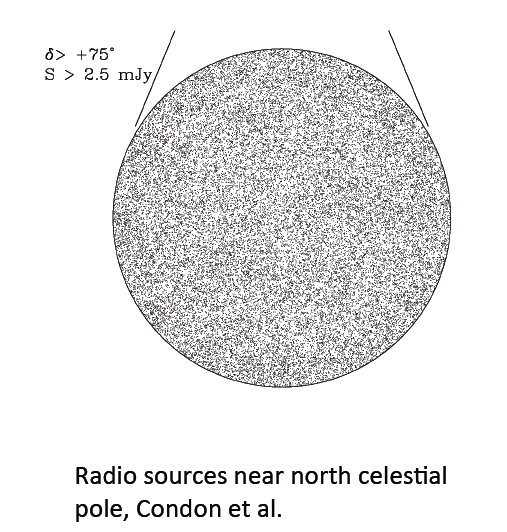 δ> +75°
S > 2.5 mJy
Radio sources near north celestial
pole, Condon et al.